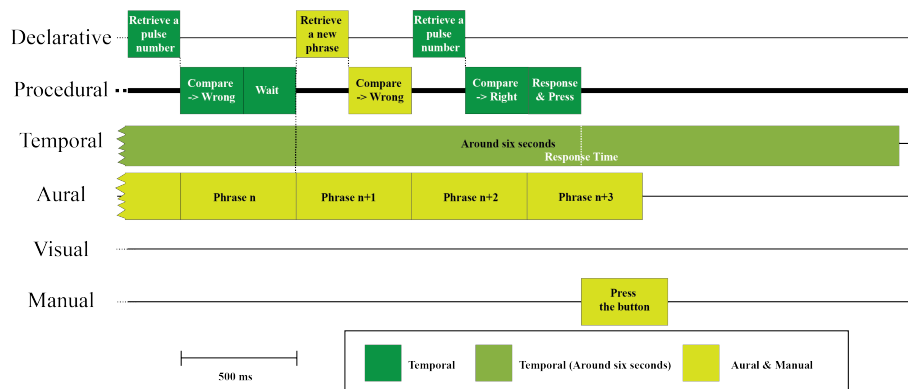 Declarative
Retrieve a
pulse
number
Retrieve
a new
phrase
Retrieve a
pulse
number
Procedural
Compare
-> Wrong
Wait
Compare
-> Wrong
Compare
-> Right
Response
& Press
Temporal
Around six seconds
Response Time
Aural
Phrase n
Phrase n+1
Phrase n+2
Phrase n+3
Visual
Manual
Press
the button
500 ms
Temporal
Temporal (Around six seconds)
Aural & Manual